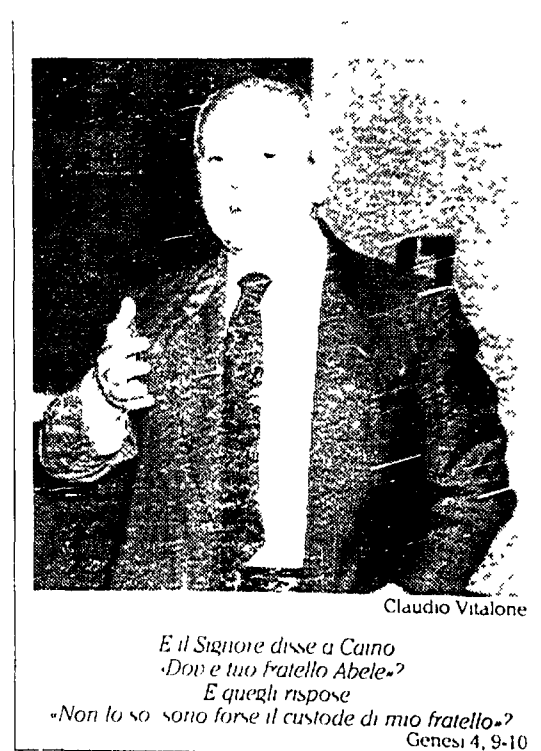 Claudio Vitalone
E il Signore disse a Caino
«Dov'e tuo fratello Abele»?
E quegli rispose
«Non lo so, sono forse il custode di mio fratello»?
Genesi 4, 9-10